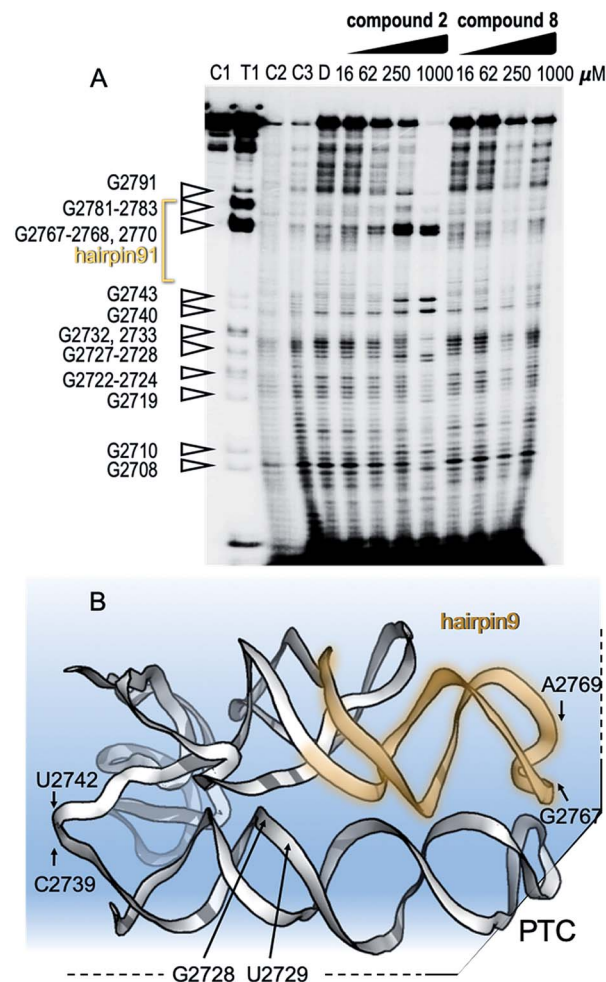 compound 2 compound 8
A C1 T1 C2 C3 D 16 62 250 1000 16 62 250 1000 μM
G2791
G2781-2783
G2767-2768, 2770
hairpin91
G2743
G2740
G2732, 2733
G2727-2728
G2722-2724
G2719
G2710
G2708
B
hairpin9
A2769
U2742
G2767
C2739
PTC
G2728 U2729